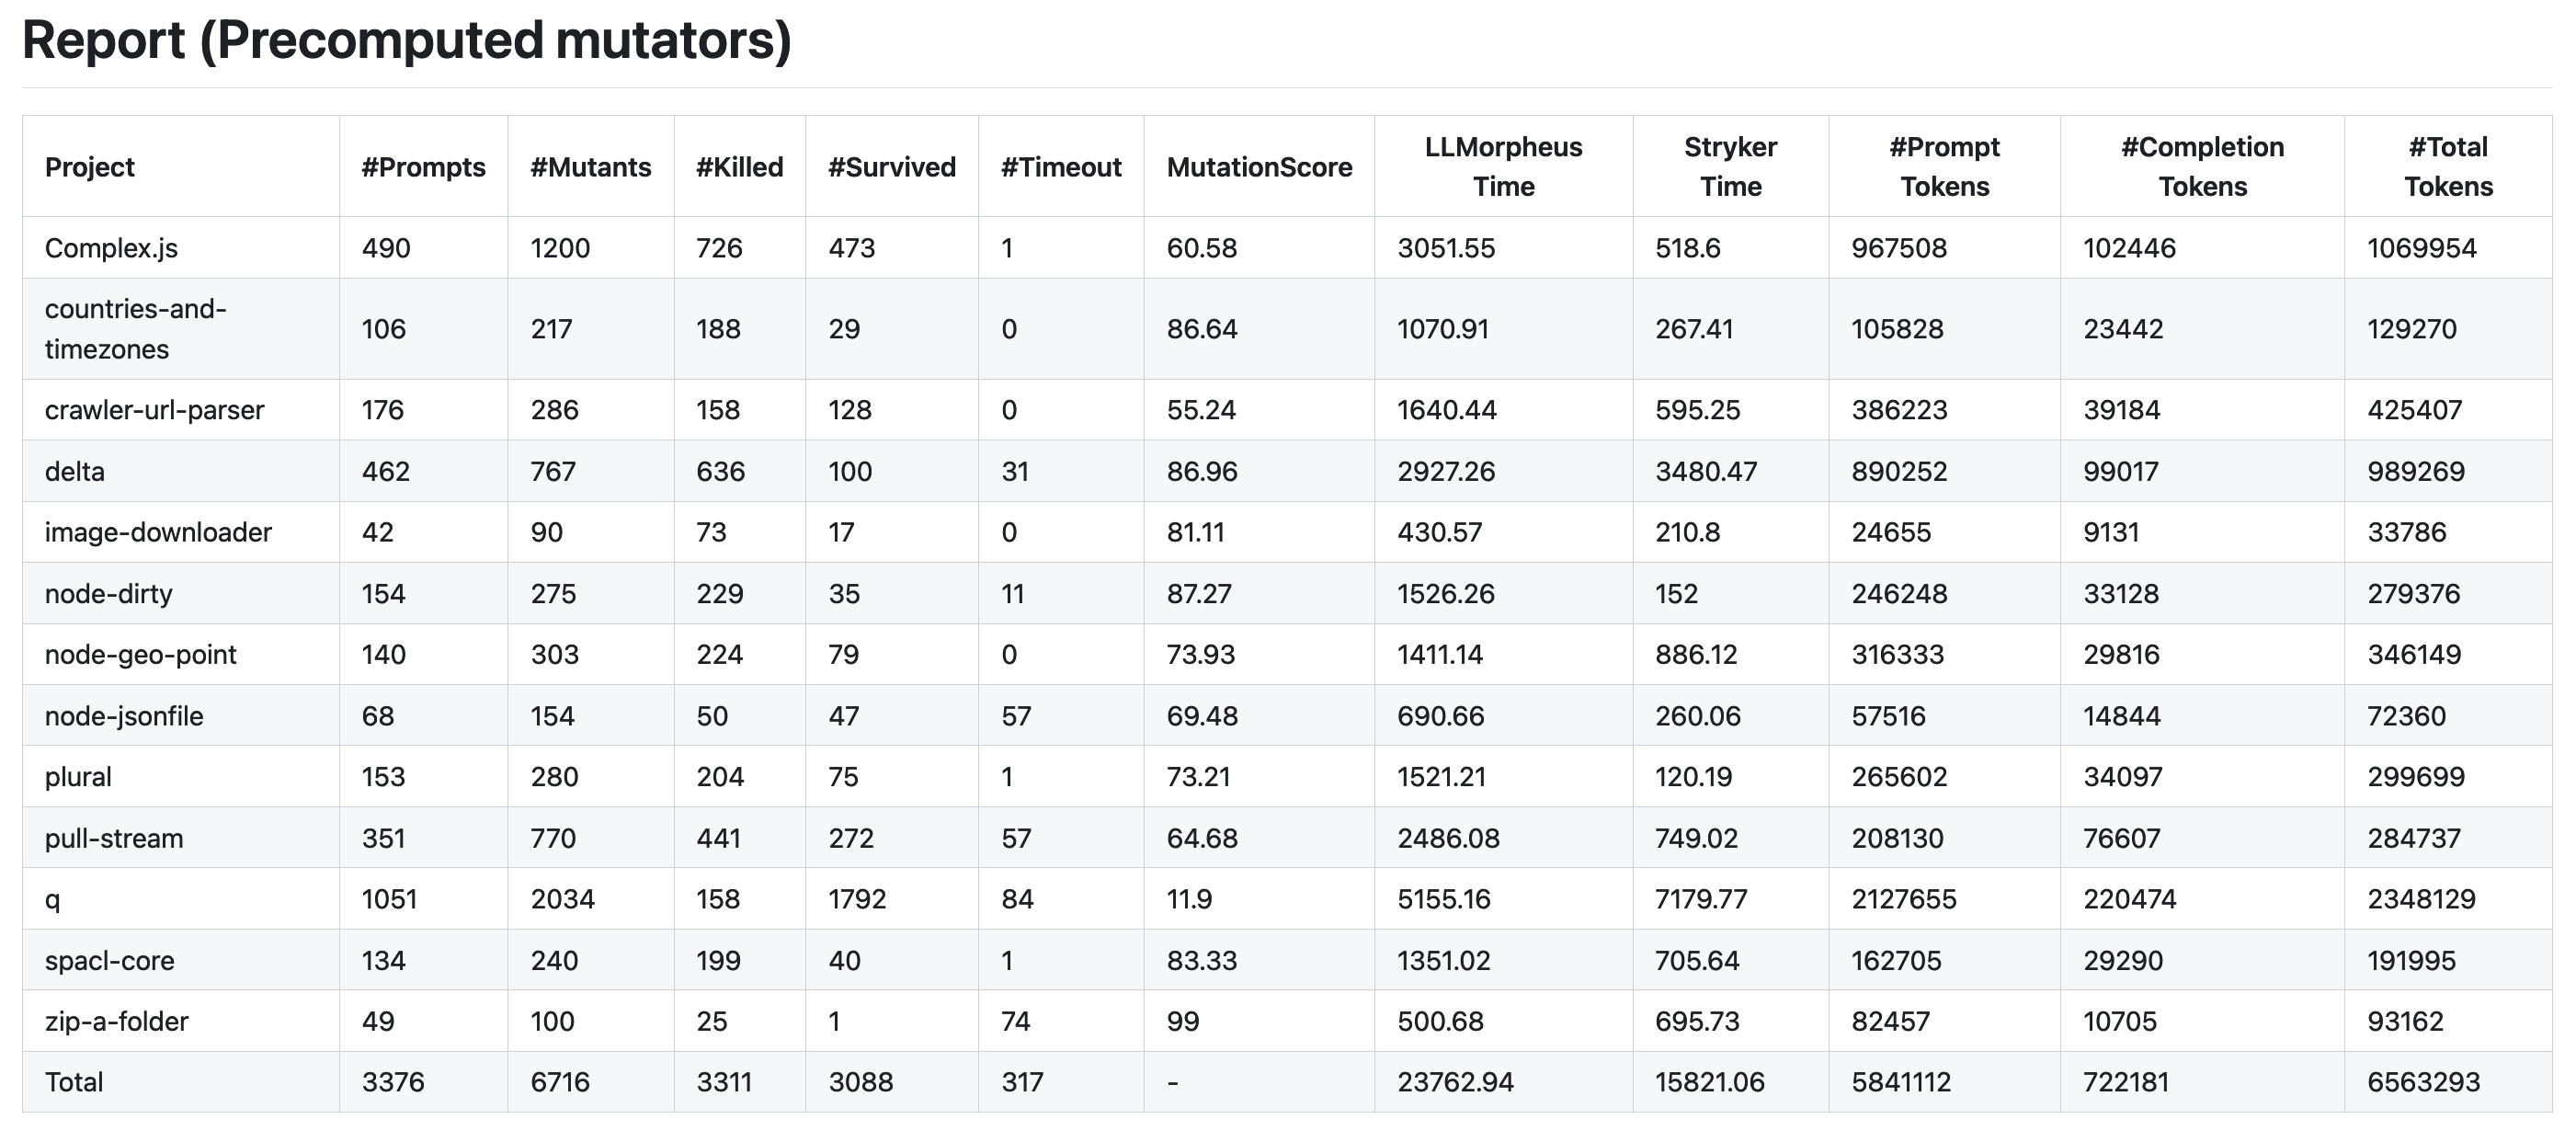 Report (Precomputed mutators)
Project #Prompts #Mutants #Killed #Survived #Timeout MutationScore LLMorpheus Time Stryker Time #Prompt Tokens #Completion Tokens #Total Tokens
Complex.js 490 1200 726 473 1 60.58 3051.55 518.6 967508 102446 1069954
countries-and-timezones 106 217 188 29 0 86.64 1070.91 267.41 105828 23442 129270
crawler-url-parser 176 286 158 128 0 55.24 1640.44 595.25 386223 39184 425407
delta 462 767 636 100 31 86.96 2927.26 3480.47 890252 99017 989269
image-downloader 42 90 73 17 0 81.11 430.57 210.8 24655 9131 33786
node-dirty 154 275 229 35 11 87.27 1526.26 152 246248 33128 279376
node-geo-point 140 303 224 79 0 73.93 1411.14 886.12 316333 29816 346149
node-jsonfile 68 154 50 47 57 69.48 690.66 260.06 57516 14844 72360
plural 153 280 204 75 1 73.21 1521.21 120.19 265602 34097 299699
pull-stream 351 770 441 272 57 64.68 2486.08 749.02 208130 76607 284737
q 1051 2034 158 1792 84 11.9 5155.16 7179.77 2127655 220474 2348129
spacl-core 134 240 199 40 1 83.33 1351.02 705.64 162705 29290 191995
zip-a-folder 49 100 25 1 74 99 500.68 695.73 82457 10705 93162
Total 3376 6716 3311 3088 317 - 23762.94 15821.06 5841112 722181 6563293